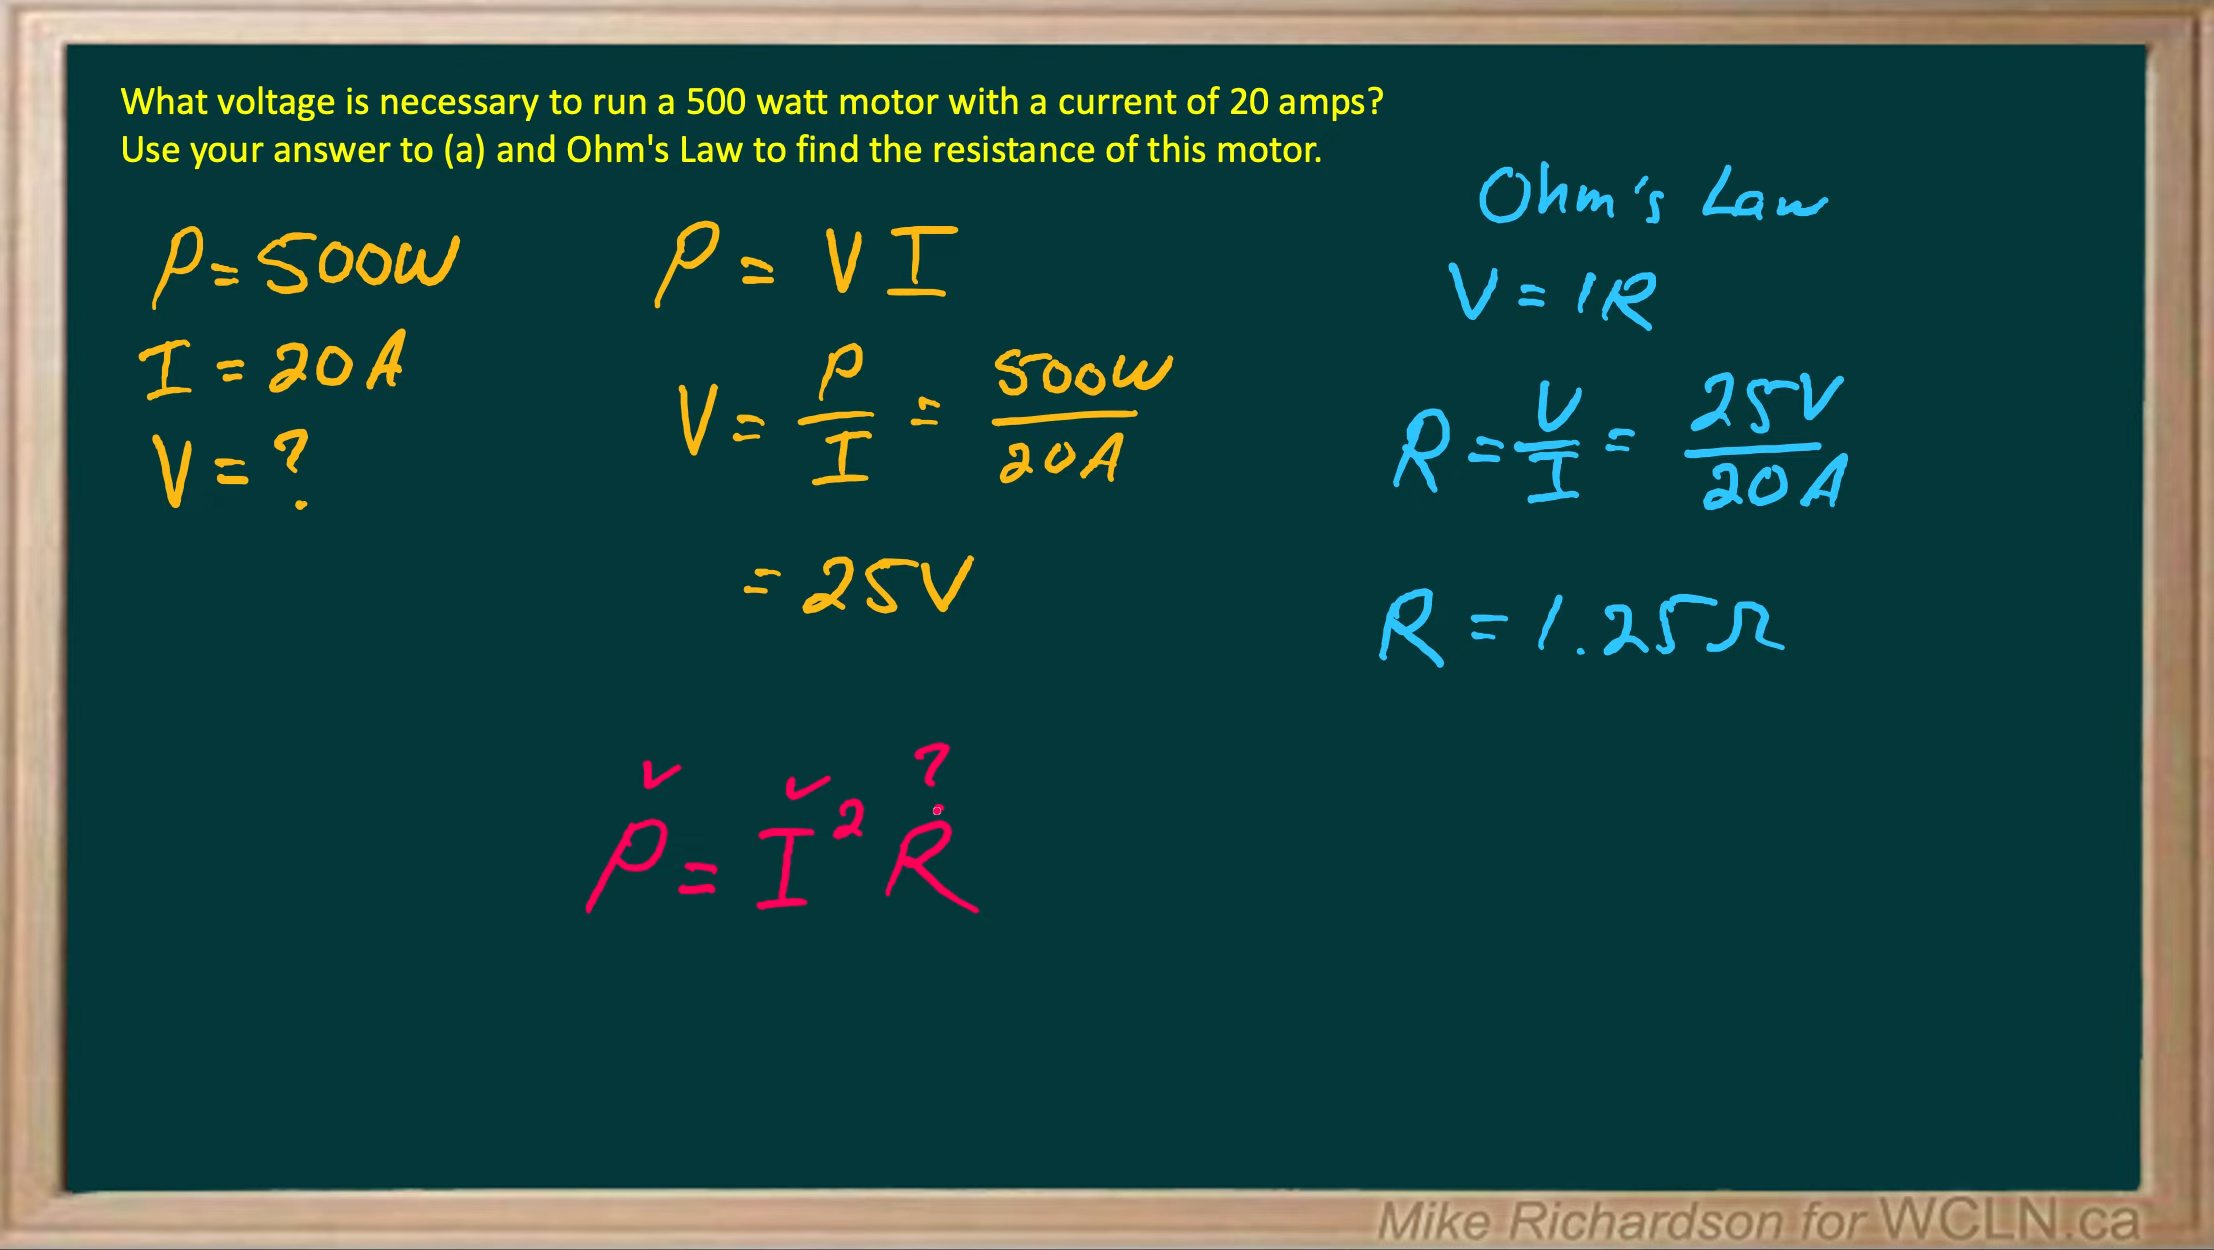 What voltage is necessary to run a 500 watt motor with a current of 20 amps?
Use your answer to (a) and Ohm's Law to find the resistance of this motor.
P = 500W
I = 20A
V = ?
P = VI
V = P/I = 500W/20A
= 25V
Ohm's Law
V = IR
R = V/I = 25V/20A
R = 1.25Ω
✓ ✓ ?
P = I² R
Mike Richardson for WCLN.ca